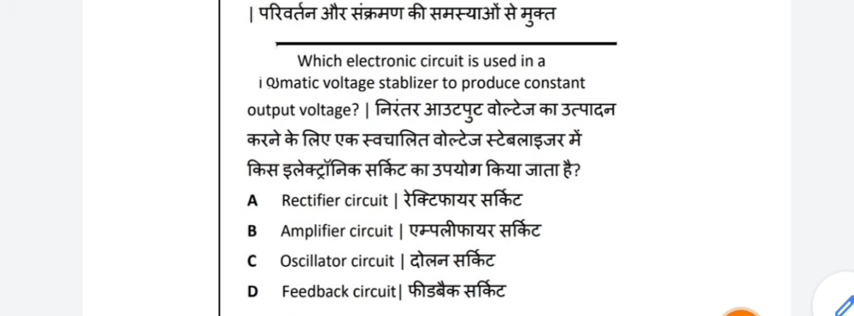 | परिवर्तन और संक्रमण की समस्याओं से मुक्त
Which electronic circuit is used in a
matic voltage stablizer to produce constant
output voltage? | निरंतर आउटपुट वोल्टेज का उत्पादन
करने के लिए एक स्वचालित वोल्टेज स्टेबलाइजर में
किस इलेक्ट्रॉनिक सर्किट का उपयोग किया जाता है?
A Rectifier circuit | रेक्टिफायर सर्किट
B Amplifier circuit | एम्पलीफायर सर्किट
C Oscillator circuit | दोलन सर्किट
D Feedback circuit| फीडबैक सर्किट